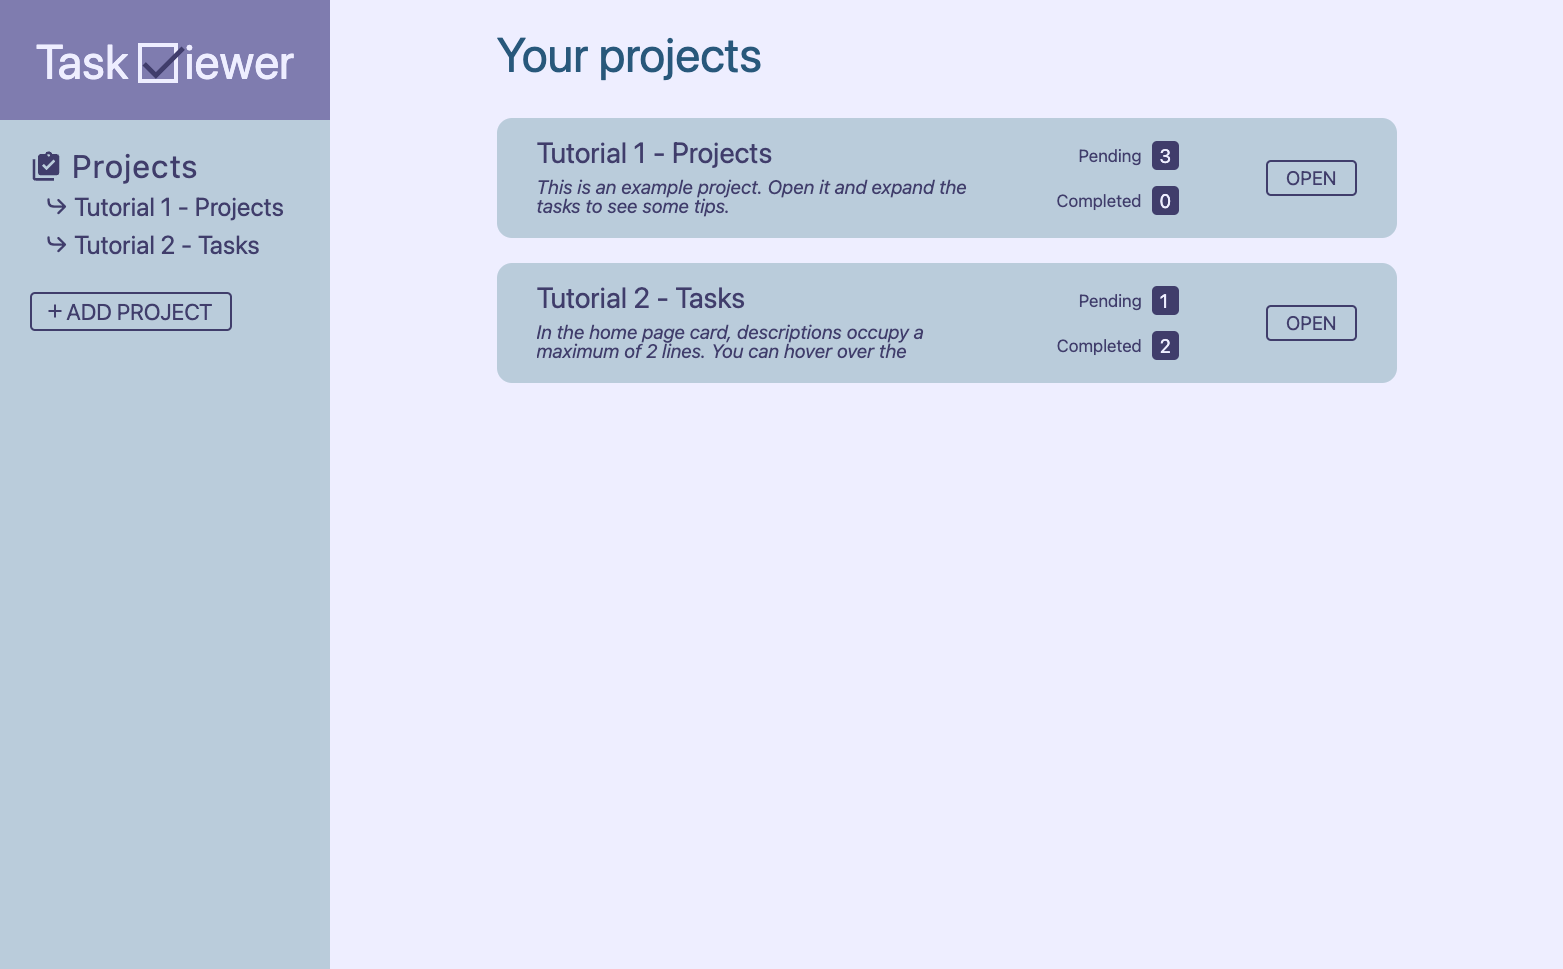 Task iewer
Projects
Tutorial 1 - Projects
Tutorial 2 - Tasks
+ ADD PROJECT
Your projects
Tutorial 1 - Projects
This is an example project. Open it and expand the
tasks to see some tips.
Pending 3
Completed 0
OPEN
Tutorial 2 - Tasks
In the home page card, descriptions occupy a
maximum of 2 lines. You can hover over the
Pending 1
Completed 2
OPEN